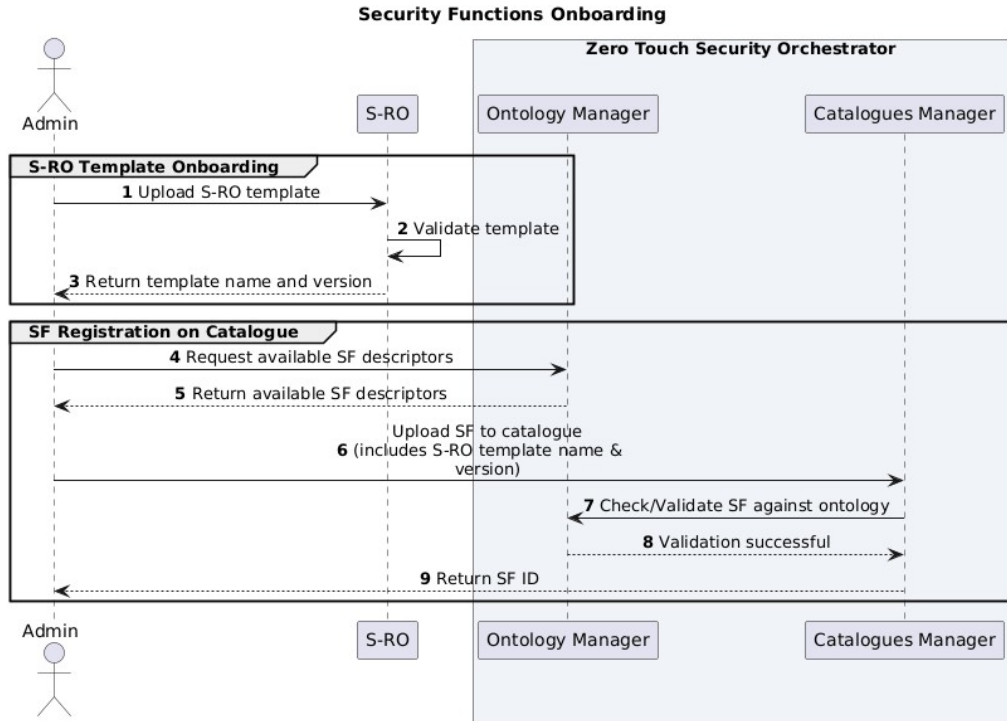 Security Functions Onboarding
Zero Touch Security Orchestrator
Admin
S-RO
Ontology Manager
Catalogues Manager
S-RO Template Onboarding
1 Upload S-RO template
2 Validate template
3 Return template name and version
SF Registration on Catalogue
4 Request available SF descriptors
5 Return available SF descriptors
Upload SF to catalogue
6 (includes S-RO template name &
version)
7 Check/Validate SF against ontology
8 Validation successful
9 Return SF ID
Admin
S-RO
Ontology Manager
Catalogues Manager